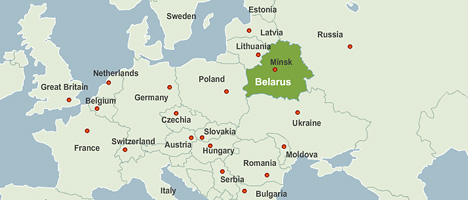 Estonia
Sweden
Latvia
Russia
Lithuania
Minsk
Netherlands
Poland
Belarus
Great Britain
Germany
Belgium
Czechia
Ukraine
Slovakia
France
Switzerland
Austria
Hungary
Moldova
Romania
Serbia
Italy
Bulgaria